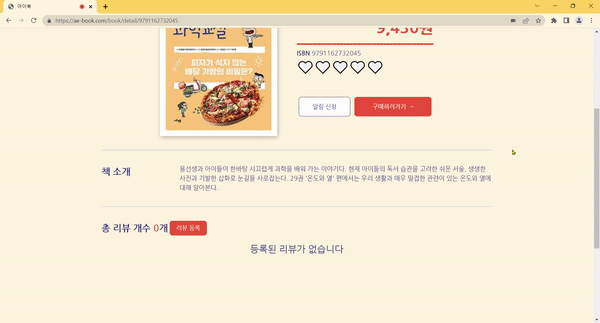 아이북
https://ae-book.com/book/detail/9791162732045
과학교실
9,450원
피자가 식지 않는
배달 가방의 비밀은?
ISBN 9791162732045
알림 신청
구매하러가기
책 소개
용선생과 아이들이 한바탕 시끄럽게 과학을 배워 가는 이야기다. 현재 아이들의 독서 습관을 고려한 쉬운 서술, 생생한
사진과 기발한 삽화로 눈길을 사로잡는다. 29권 '온도와 열' 편에서는 우리 생활과 매우 밀접한 관련이 있는 온도와 열에
대해 알아본다.
총 리뷰 개수 0개
리뷰 등록
등록된 리뷰가 없습니다